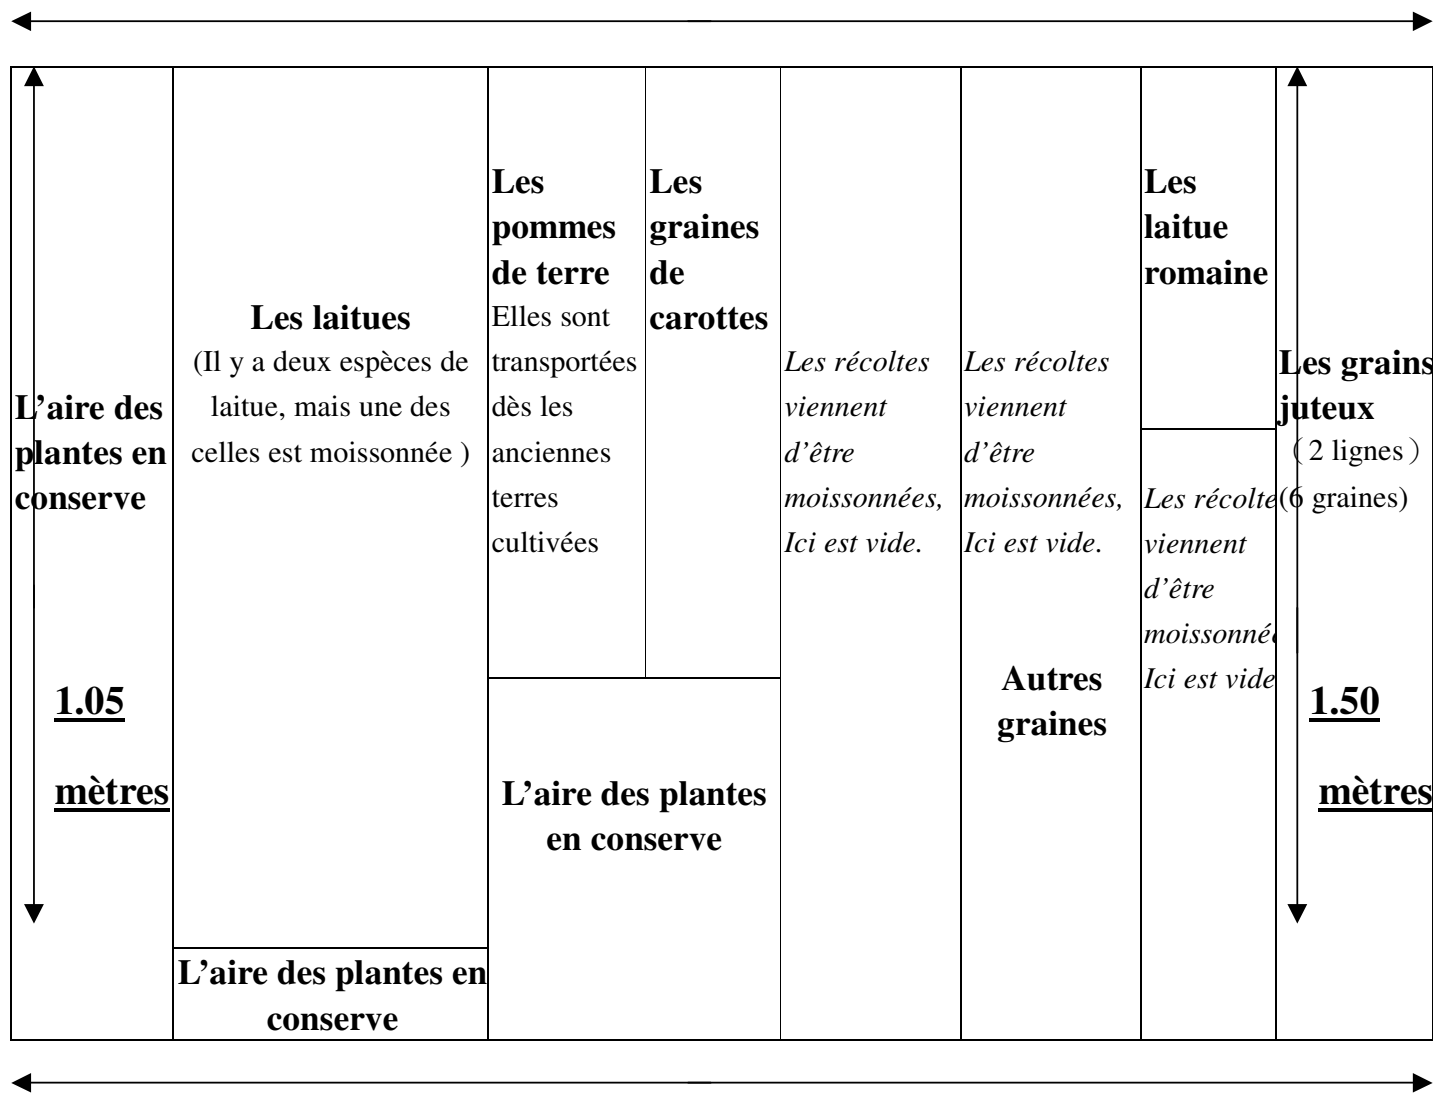 L’aire des
plantes en
conserve
1.05
mètres
Les laitues
(Il y a deux espèces de
laitue, mais une des
celles est moissonnée )
L’aire des plantes en
conserve
Les
pommes
de terre
Elles sont
transportées
dès les
anciennes
terres
cultivées
Les
graines
de
carottes
L’aire des plantes
en conserve
Les récoltes
viennent
d’être
moissonnées,
Ici est vide.
Les récoltes
viennent
d’être
moissonnées,
Ici est vide.
Autres
graines
Les
laitue
romaine
Les récolte
viennent
d’être
moissonné
Ici est vide
Les grains
juteux
（2 lignes）
(6 graines)
1.50
mètres